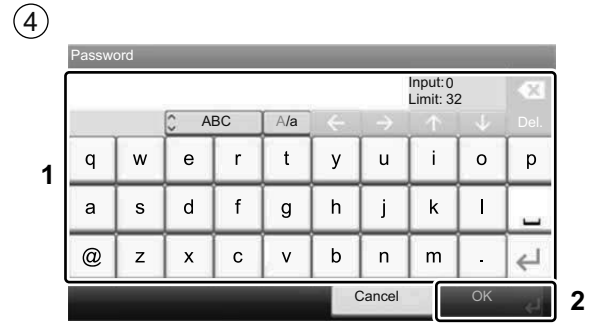 4
Password
Input: 0
Limit: 32
ABC A/a Del.
q w e r t y u i o p
1
a s d f g h j k l
@ z x c v b n m .
Cancel OK 2